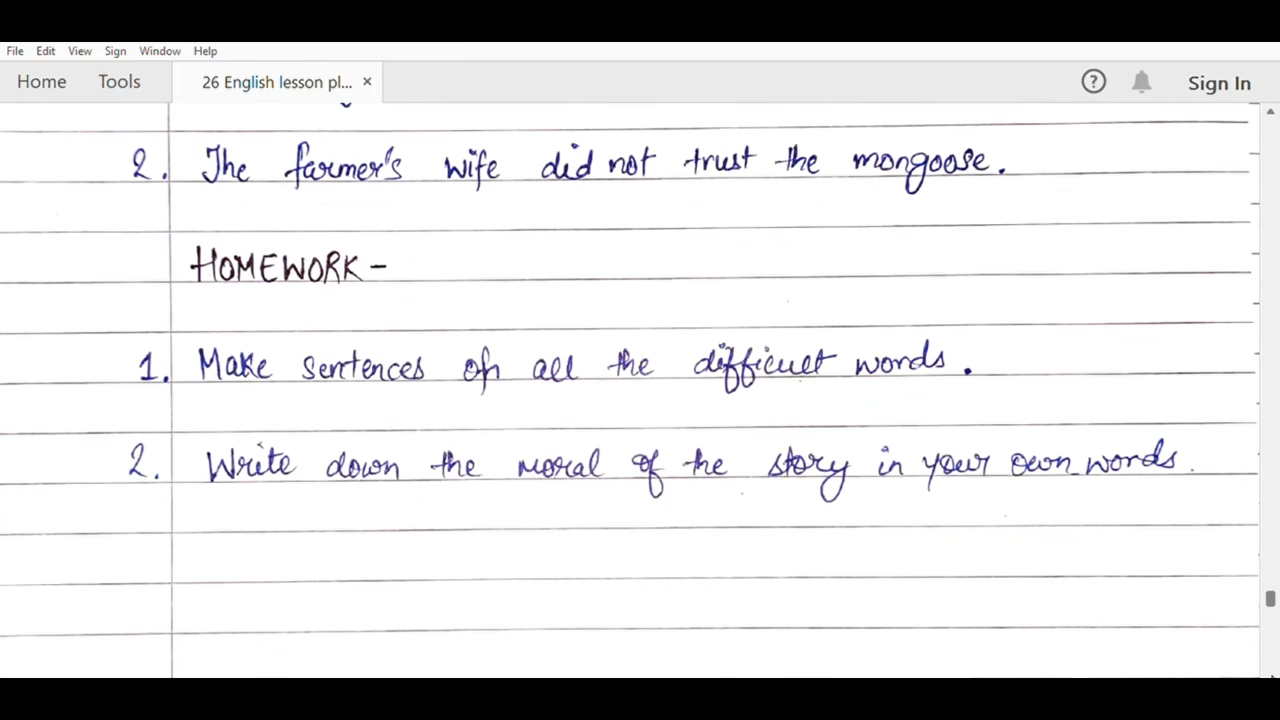 File Edit View Sign Window Help
Home Tools 26 English lesson pl... × ? Sign In
2. The farmer's wife did not trust the mongoose.
HOMEWORK -
1. Make sentences of all the difficult words.
2. Write down the moral of the story in your own words.